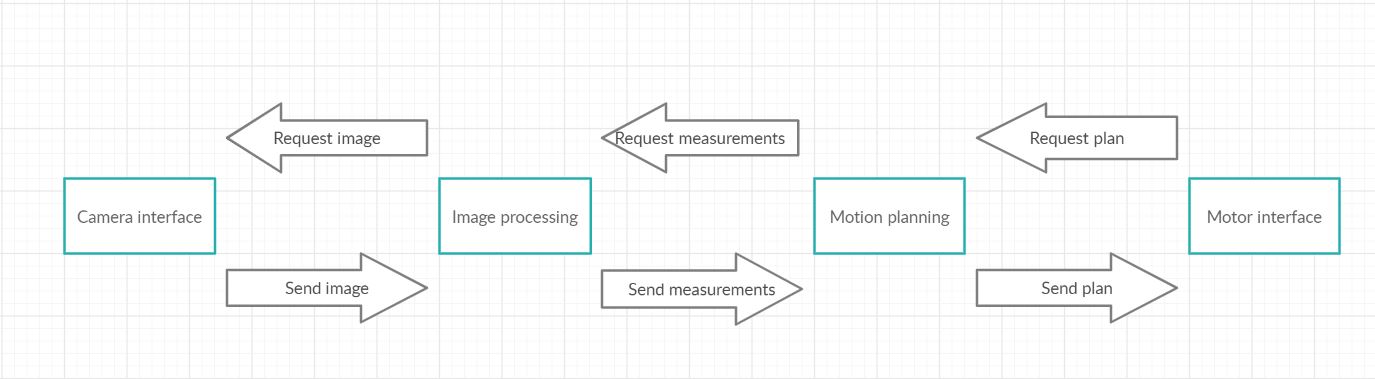 Request image
Request measurements
Request plan
Camera interface
Image processing
Motion planning
Motor interface
Send image
Send measurements
Send plan